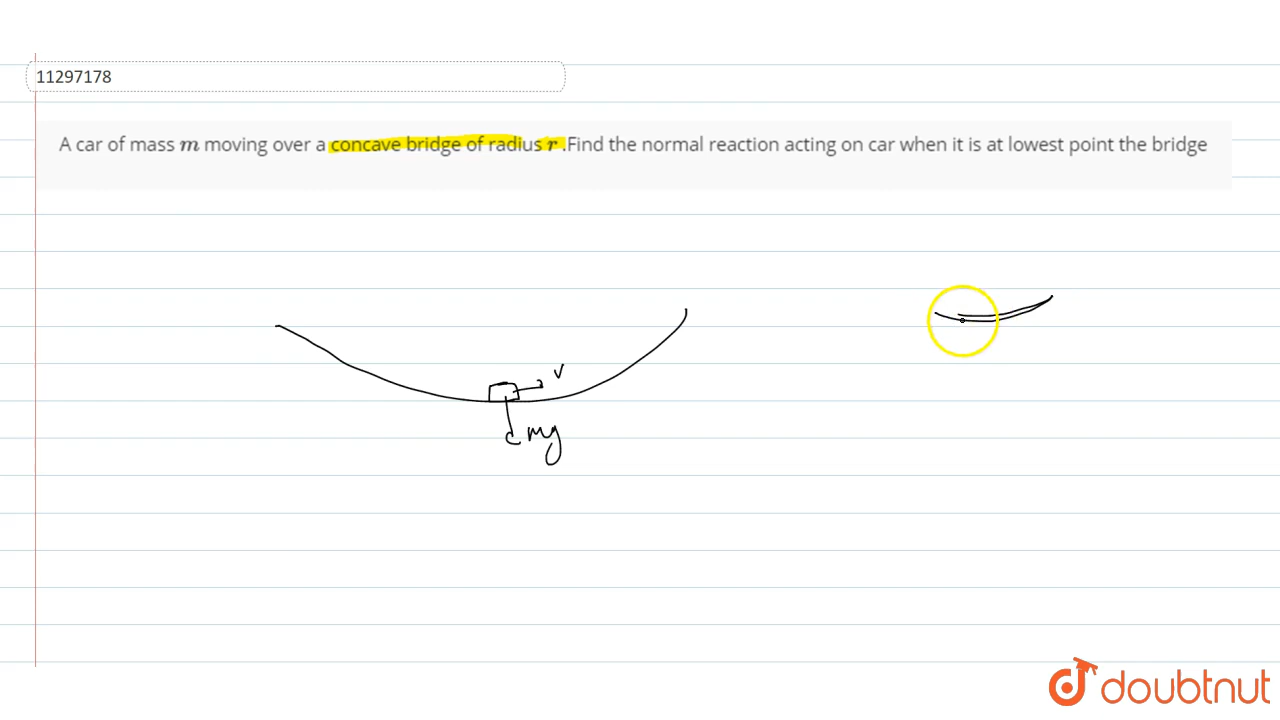 11297178
A car of mass m moving over a concave bridge of radius r .Find the normal reaction acting on car when it is at lowest point the bridge
v
mg
doubtnut